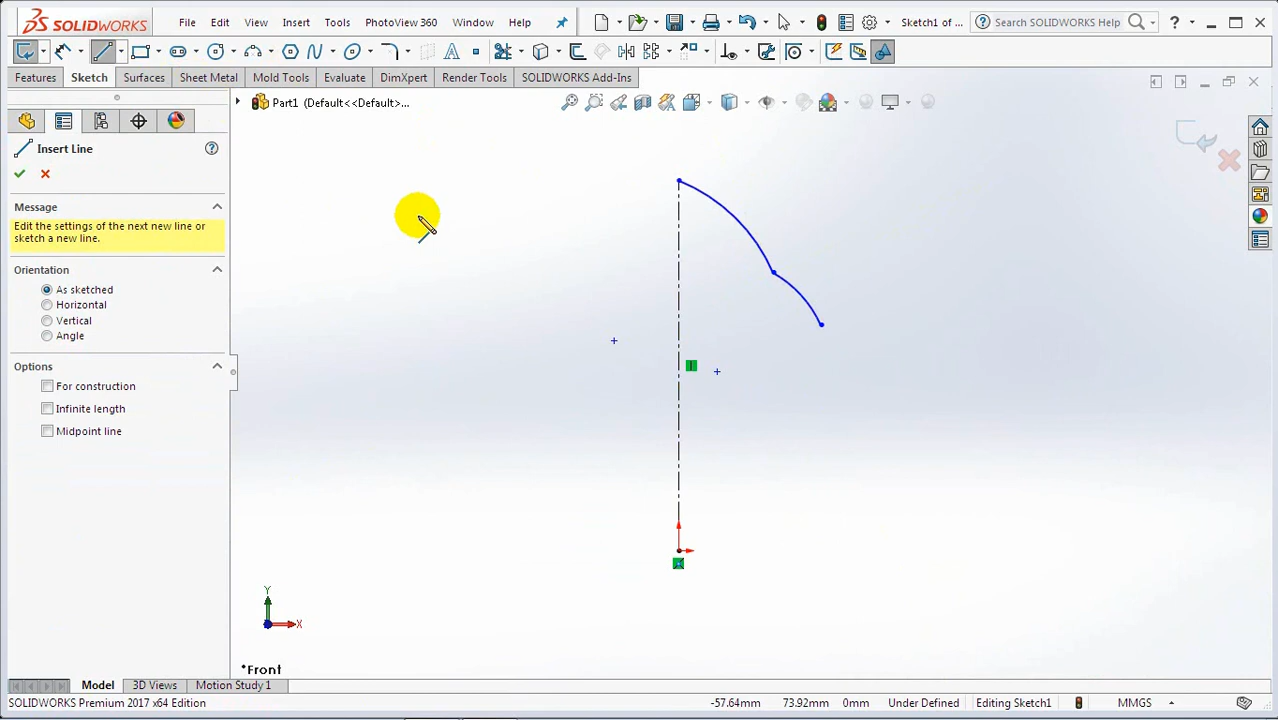 SOLIDWORKS File Edit View Insert Tools PhotoView 360 Window Help Sketch1 of ... Search SOLIDWORKS Help ?
Features Sketch Surfaces Sheet Metal Mold Tools Evaluate DimXpert Render Tools SOLIDWORKS Add-Ins
Part1 (Default<<Default>...
Insert Line ?
Message
Edit the settings of the next new line or
sketch a new line.
Orientation
As sketched
Horizontal
Vertical
Angle
Options
For construction
Infinite length
Midpoint line
Y
X
*Front
Model 3D Views Motion Study 1
SOLIDWORKS Premium 2017 x64 Edition -57.64mm 73.92mm 0mm Under Defined Editing Sketch1 MMGS